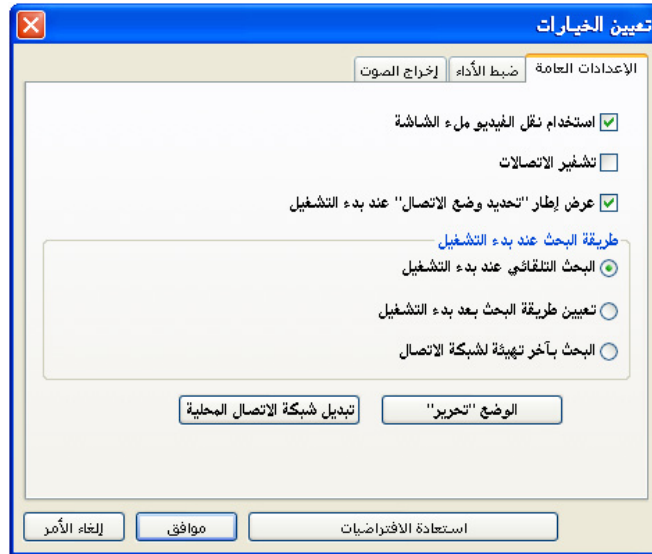 تعيين الخيارات
الإعدادات العامة ضبط الأداء إخراج الصوت
استخدام نقل الفيديو ملء الشاشة
تشفير الاتصالات
عرض إطار "تحديد وضع الاتصال" عند بدء التشغيل
طريقة البحث عند بدء التشغيل
البحث التلقائي عند بدء التشغيل
تعيين طريقة البحث بعد بدء التشغيل
البحث بآخر تهيئة لشبكة الاتصال
الوضع "تحرير" تبديل شبكة الاتصال المحلية
استعادة الافتراضيات موافق إلغاء الأمر